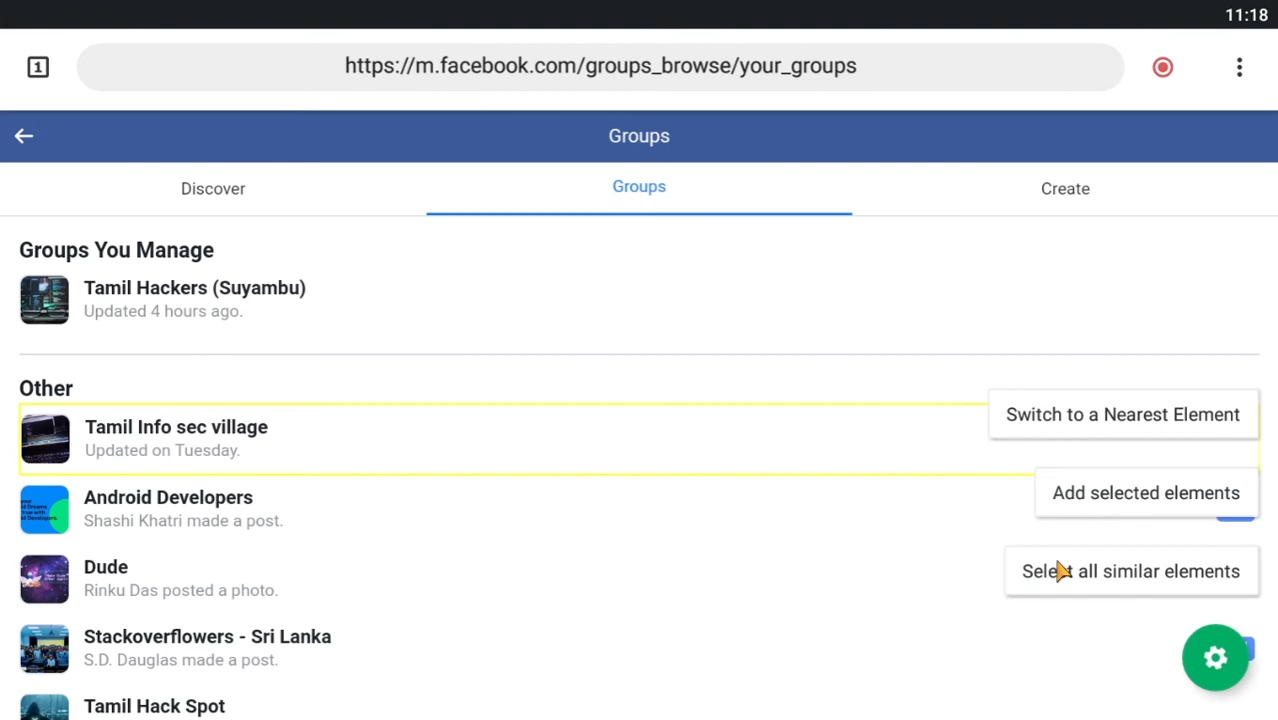 11:18
1 https://m.facebook.com/groups_browse/your_groups
Groups
Discover Groups Create
Groups You Manage
Tamil Hackers (Suyambu)
Updated 4 hours ago.
Other
Switch to a Nearest Element
Tamil Info sec village
Updated on Tuesday.
Add selected elements
Android Developers
Shashi Khatri made a post.
Select all similar elements
Dude
Rinku Das posted a photo.
Stackoverflowers - Sri Lanka
S.D. Dauglas made a post.
Tamil Hack Spot